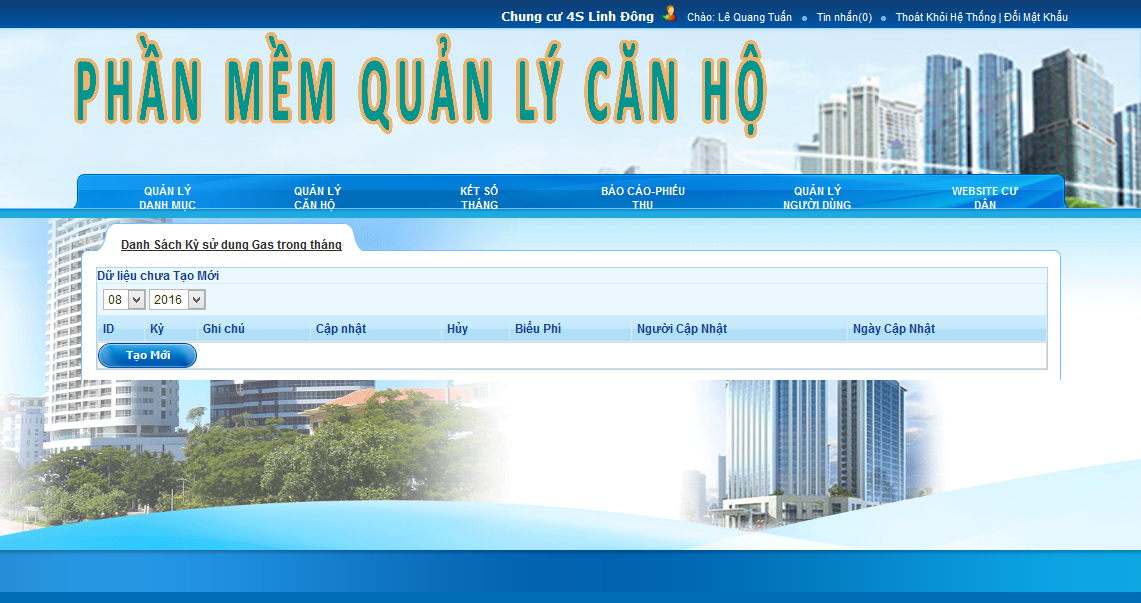 Chung cư 4S Linh Đông Chào: Lê Quang Tuấn Tin nhắn(0) Thoát Khỏi Hệ Thống | Đổi Mật Khẩu
PHẦN MỀM QUẢN LÝ CĂN HỘ
QUẢN LÝ DANH MỤC
QUẢN LÝ CĂN HỘ
KẾT SỔ THÁNG
BÁO CÁO-PHIẾU THU
QUẢN LÝ NGƯỜI DÙNG
WEBSITE CƯ DÂN
Danh Sách Kỳ sử dụng Gas trong tháng
Dữ liệu chưa Tạo Mới
08 2016
ID Kỳ Ghi chú Cập nhật Hủy Biểu Phí Người Cập Nhật Ngày Cập Nhật
Tạo Mới